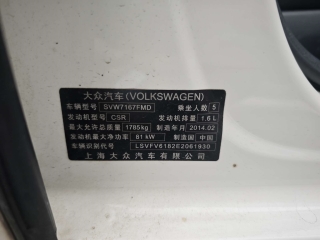 大众汽车(VOLKSWAGEN)
车辆型号 SVW7167FMD 乘坐人数 5
发动机型号 CSR 发动机排量 1.6 L
最大允许总质量 1785kg 制造年月 2014.02
发动机最大净功率 81 kW 制造国 中国
车辆识别代号 LSVFV6182E2061930
上海大众汽车有限公司